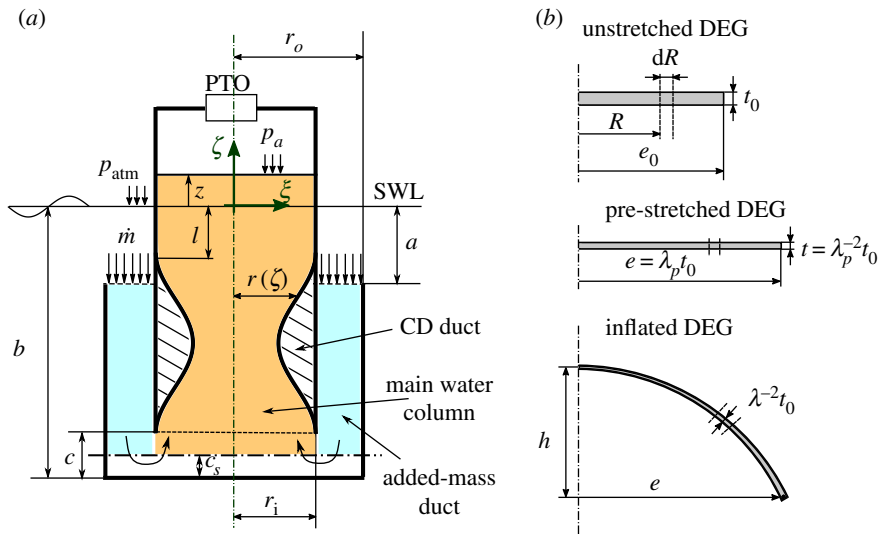 (a)
r_o
PTO
p_a
ζ
p_atm
z
SWL
ξ
ṁ
l
a
r (ζ)
b
CD duct
main water
column
c
c_s
added-mass
duct
r_i
(b)
unstretched DEG
dR
t_0
R
e_0
pre-stretched DEG
t = λ_p^{-2} t_0
e = λ_p t_0
inflated DEG
λ^{-2} t_0
h
e